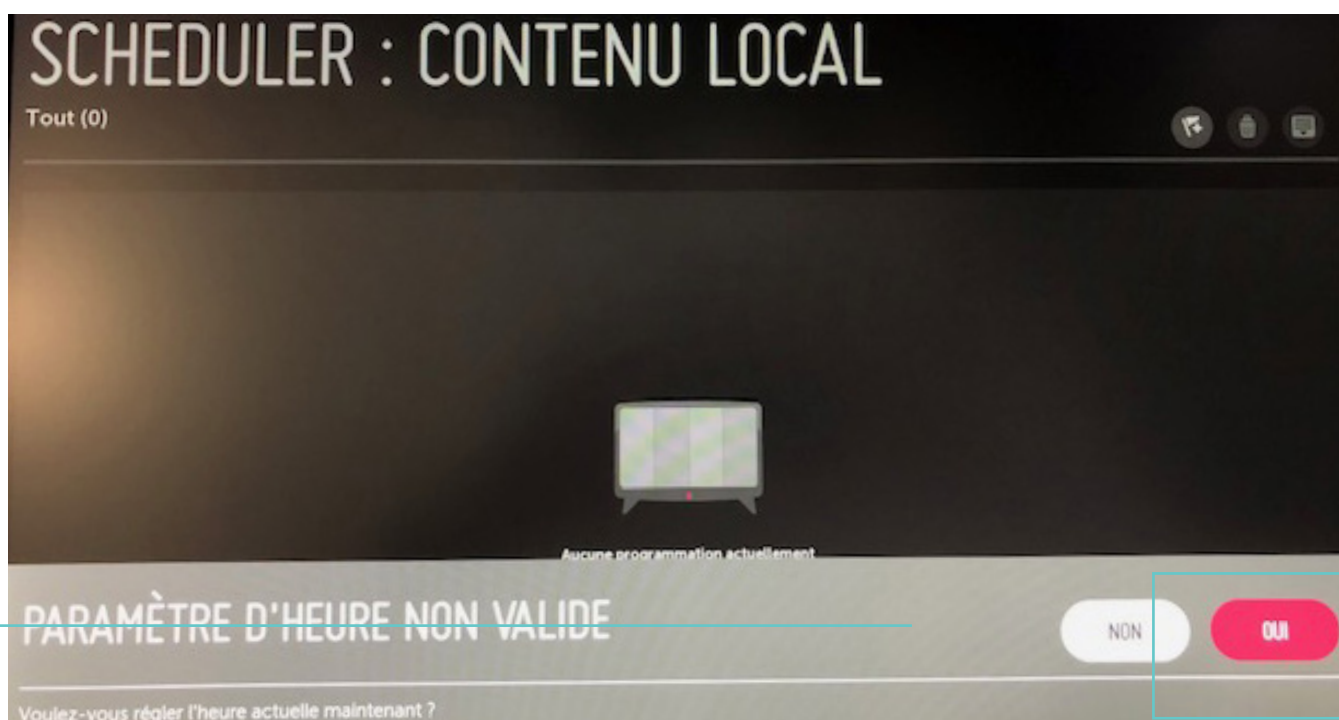 SCHEDULER : CONTENU LOCAL
Tout (0)
Aucune programmation actuellement
PARAMÈTRE D'HEURE NON VALIDE
NON
OUI
Voulez-vous régler l'heure actuelle maintenant ?